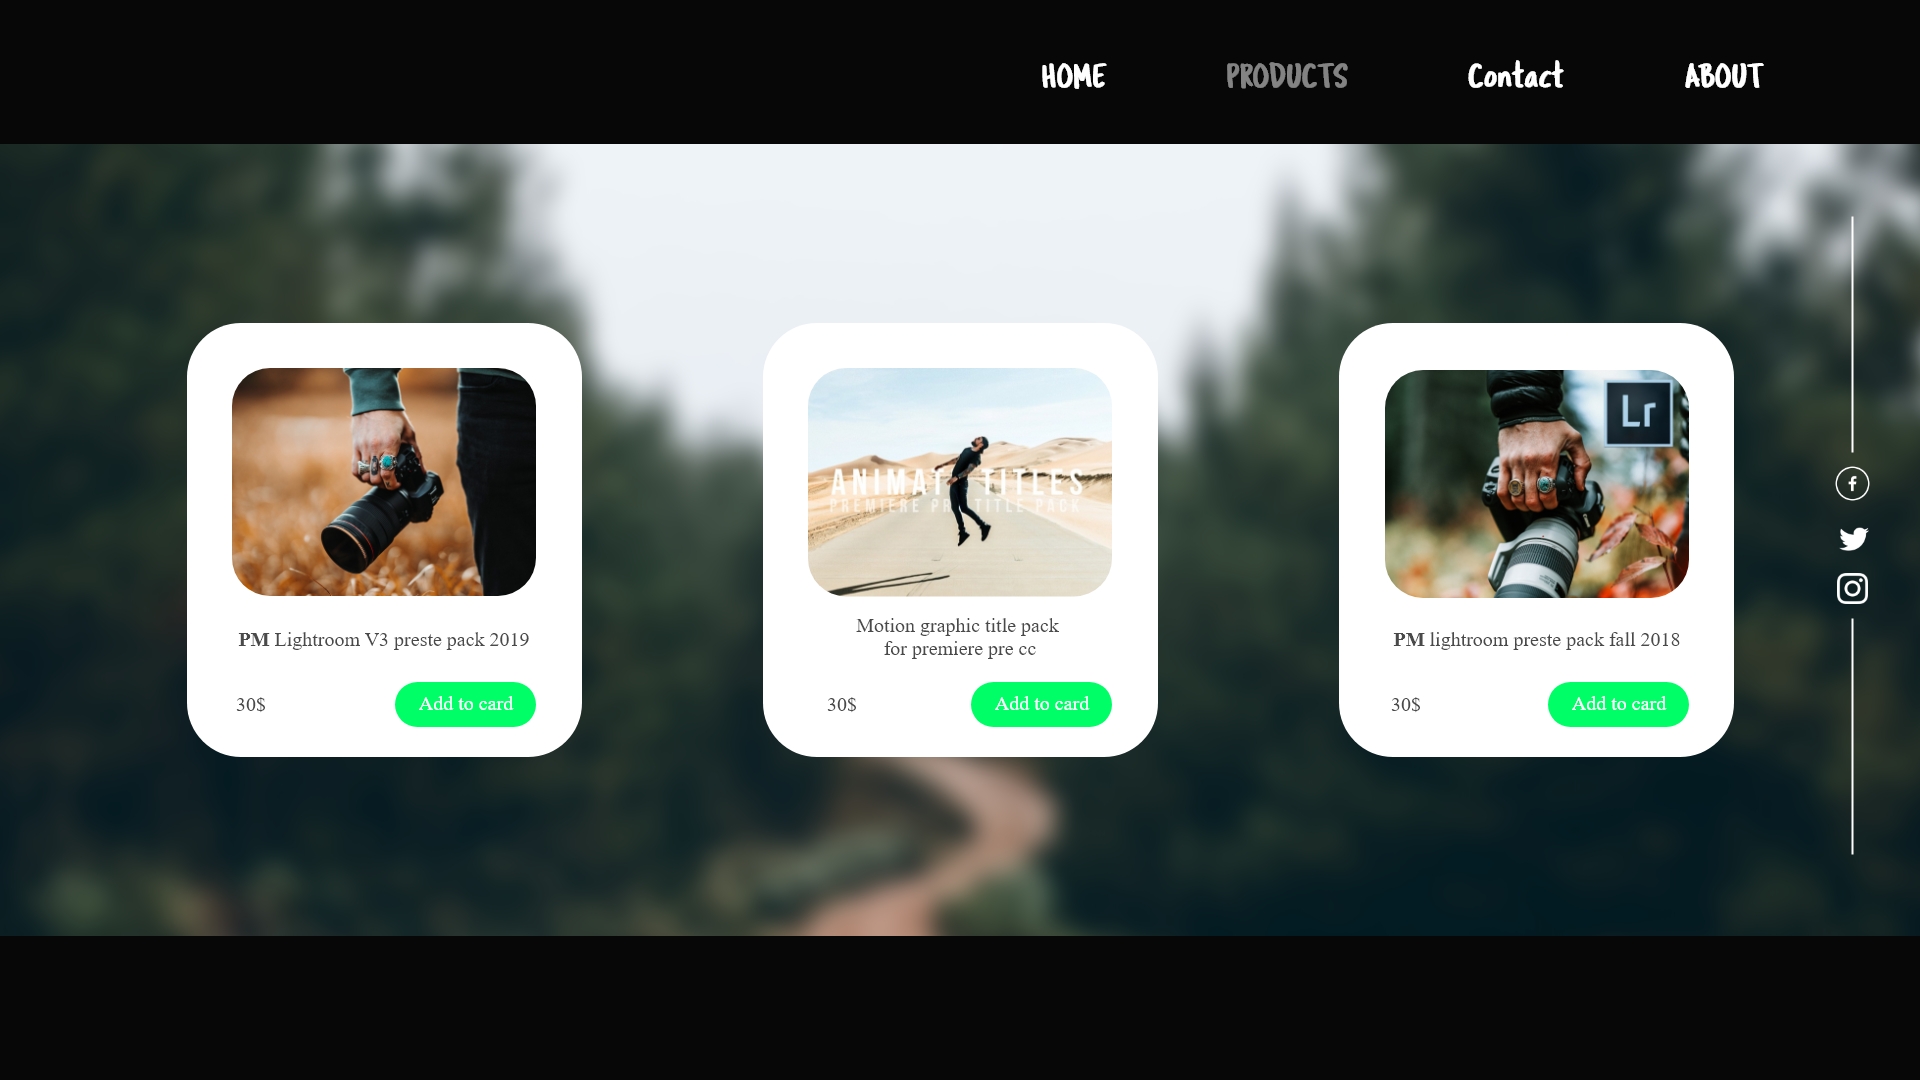 HOME PRODUCTS Contact ABOUT
ANIMAT TITLES
PREMIERE PR TITLE PACK
Lr
PM Lightroom V3 preste pack 2019
Motion graphic title pack
for premiere pre cc
PM lightroom preste pack fall 2018
30$ Add to card
30$ Add to card
30$ Add to card